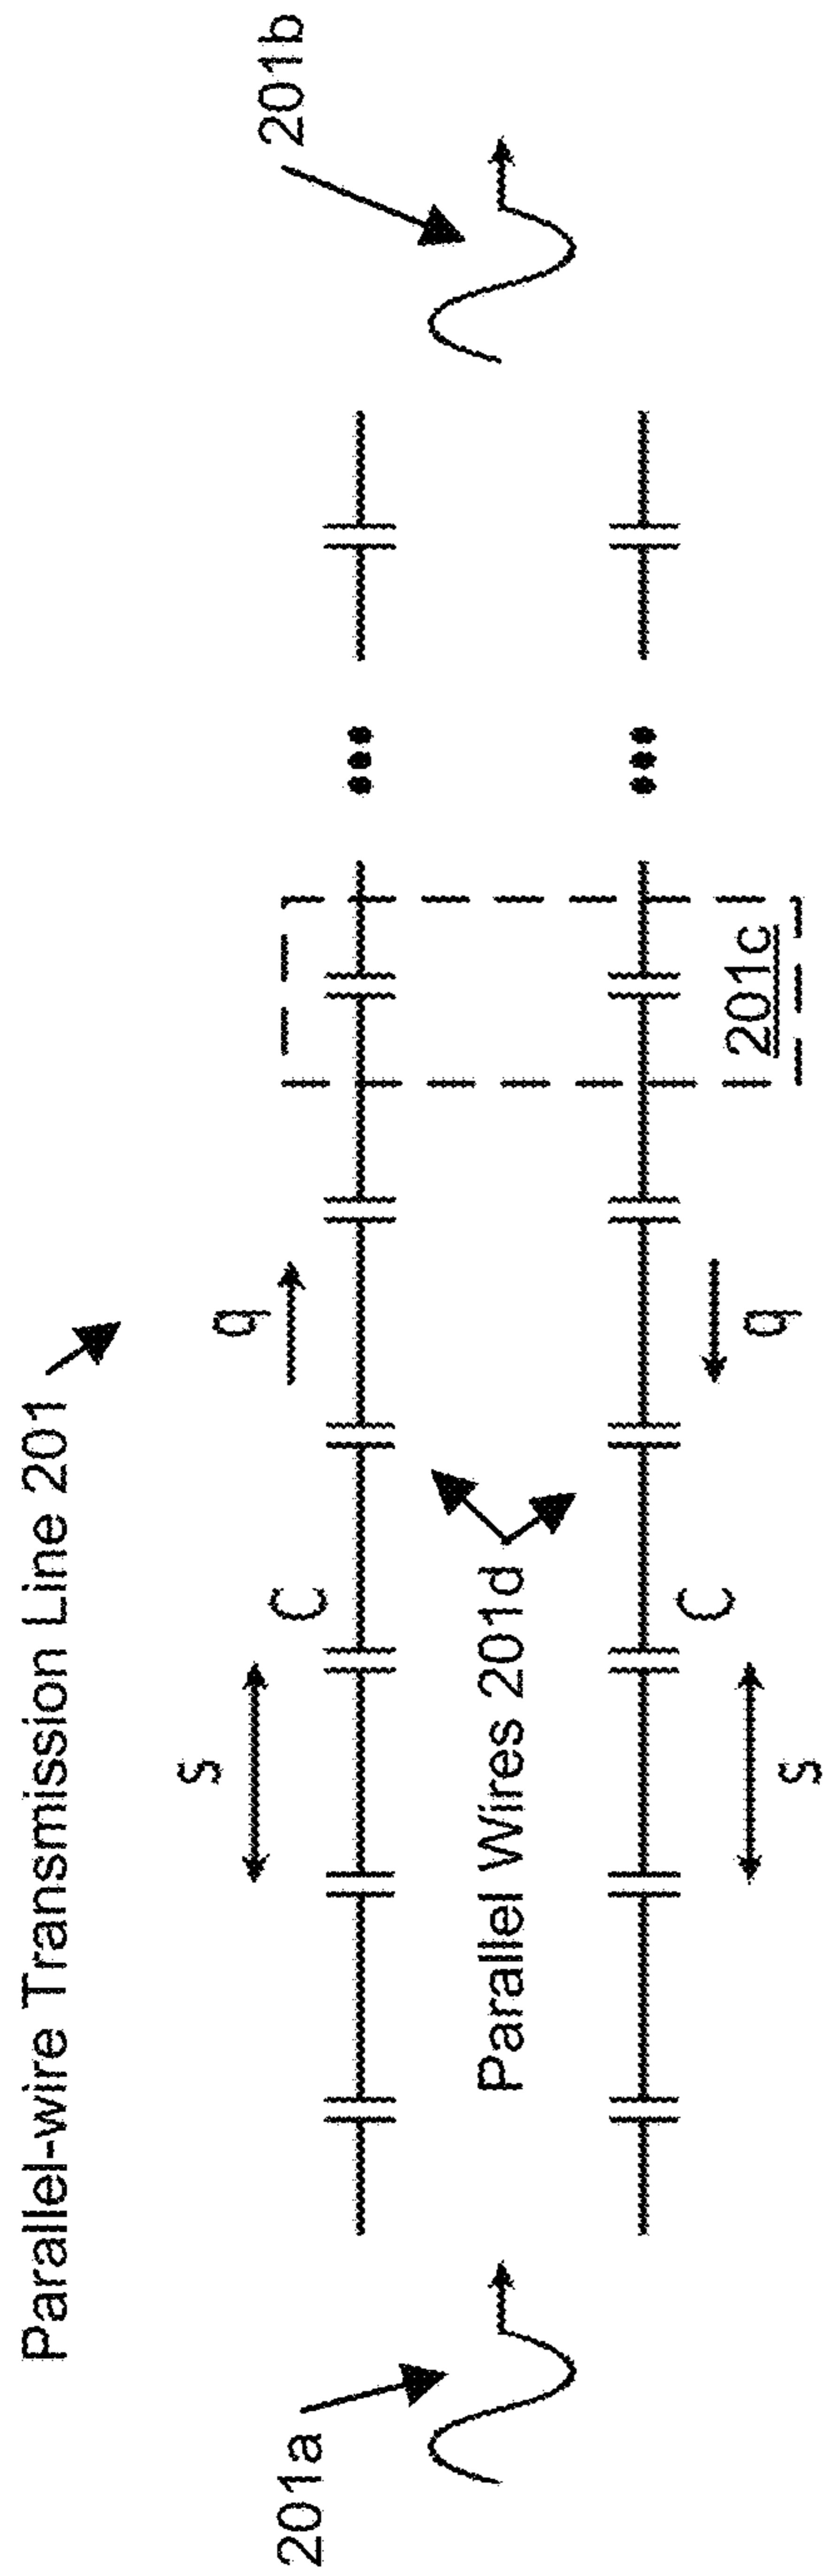 Parallel-wire Transmission Line 201
201a
201b
S
C
q
Parallel Wires 201d
201c
S
C
q